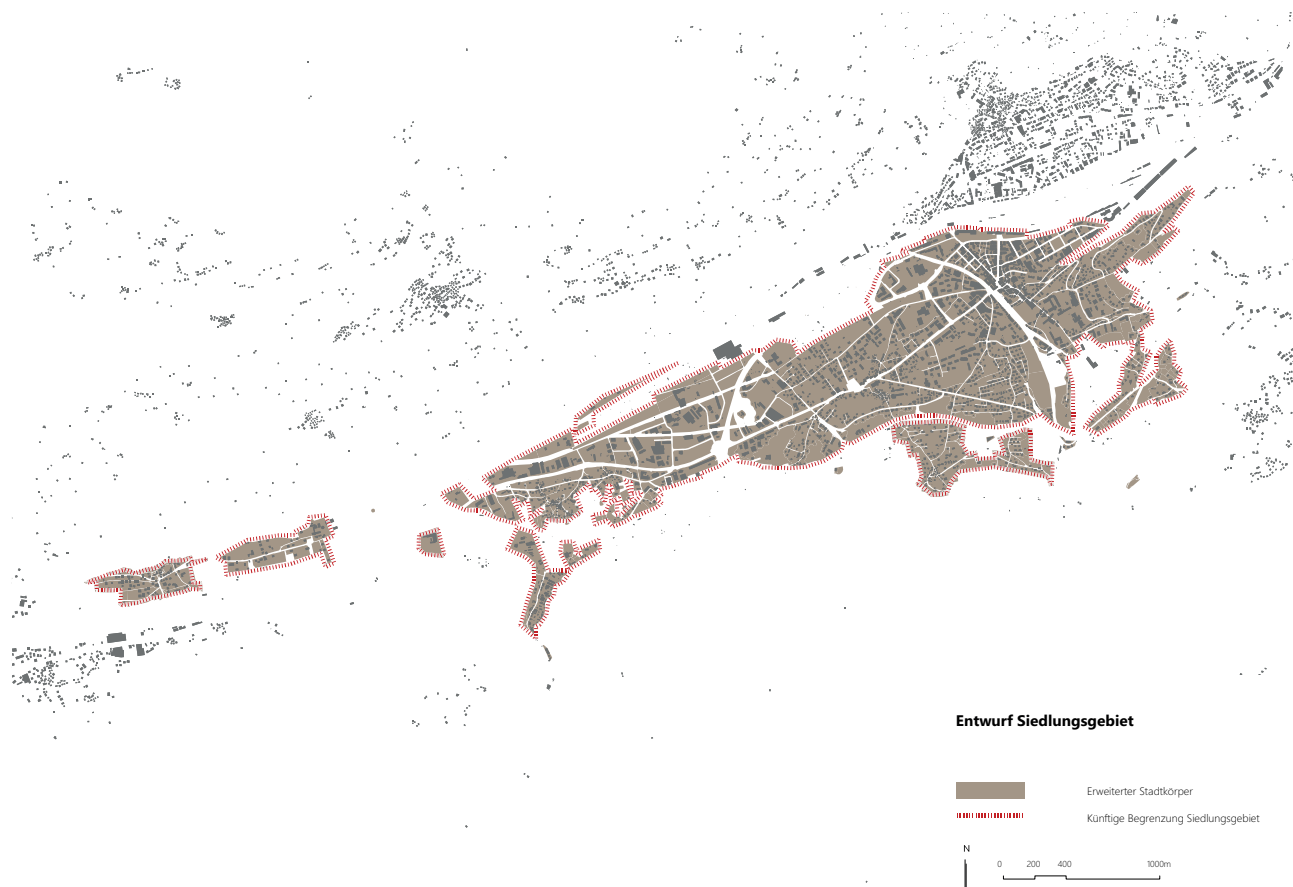 Entwurf Siedlungsgebiet
Erweiterter Stadtkörper
Künftige Begrenzung Siedlungsgebiet
N
0 200 400 1000m